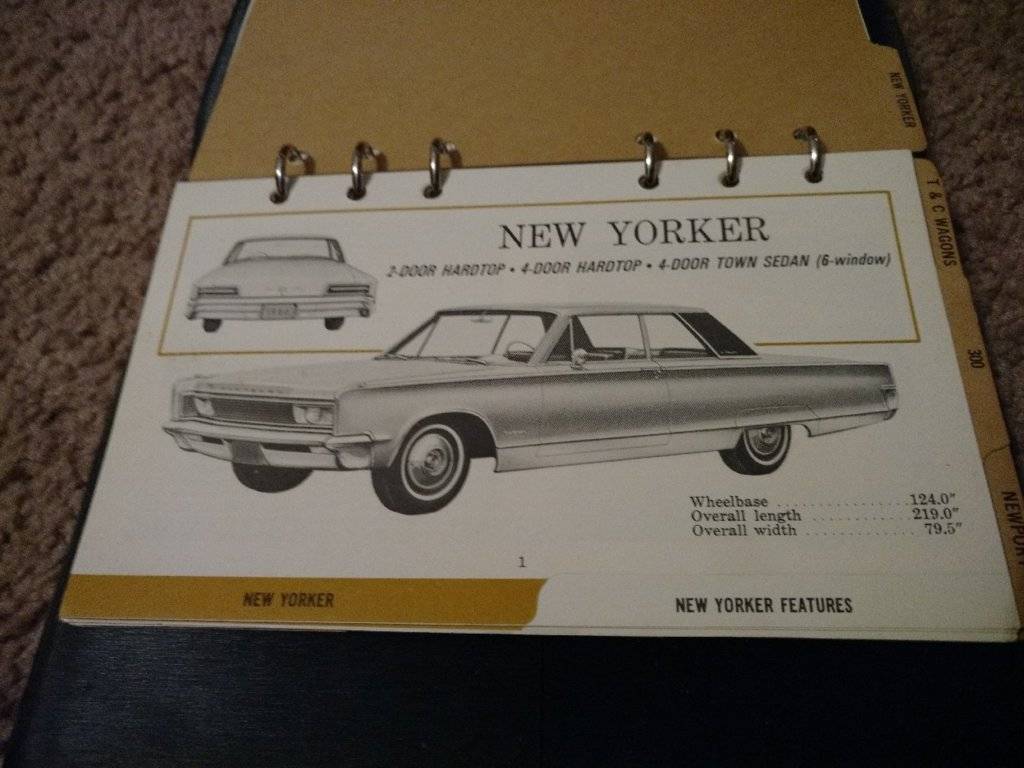 NEW YORKER
T & C WAGONS
300
NEWPORT
NEW YORKER
2-DOOR HARDTOP • 4-DOOR HARDTOP • 4-DOOR TOWN SEDAN (6-window)
Wheelbase ................124.0"
Overall length ............219.0"
Overall width ............. 79.5"
1
NEW YORKER
NEW YORKER FEATURES